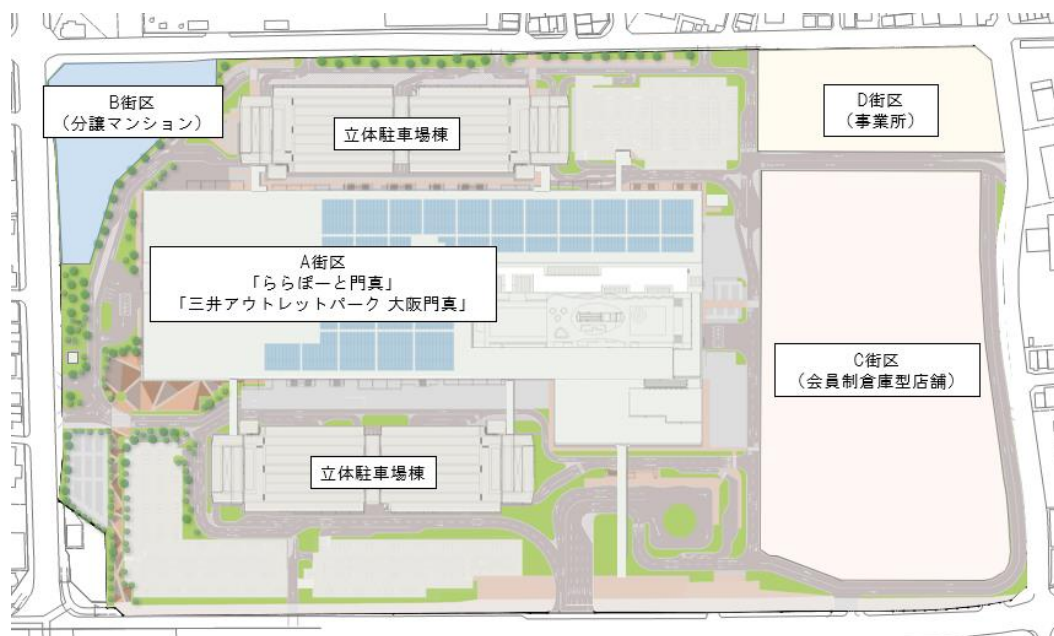 B街区
（分譲マンション）
立体駐車場棟
D街区
（事業所）
A街区
「ららぽーと門真」
「三井アウトレットパーク 大阪門真」
C街区
（会員制倉庫型店舗）
立体駐車場棟